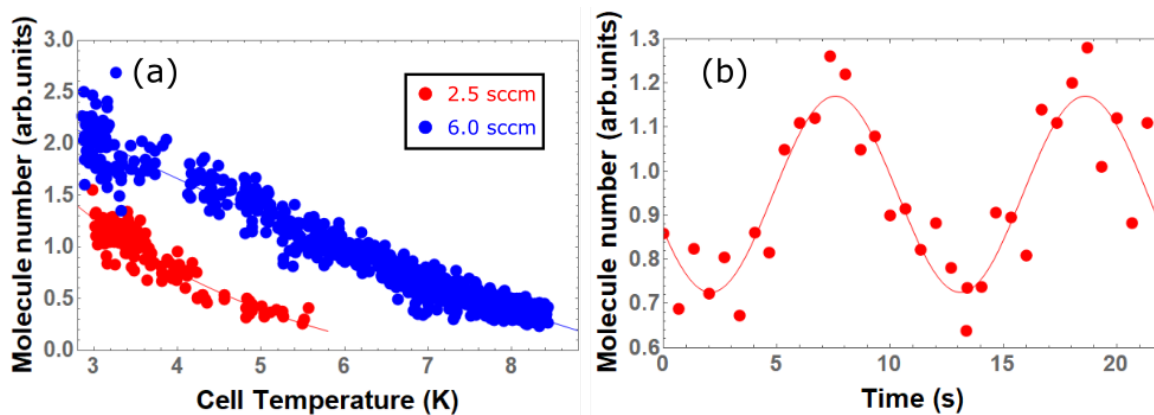 (a)
2.5 sccm
6.0 sccm
Molecule number (arb.units)
3.0
2.5
2.0
1.5
1.0
0.5
0.0
3 4 5 6 7 8
Cell Temperature (K)
(b)
Molecule number (arb.units)
1.3
1.2
1.1
1.0
0.9
0.8
0.7
0.6
0 5 10 15 20
Time (s)